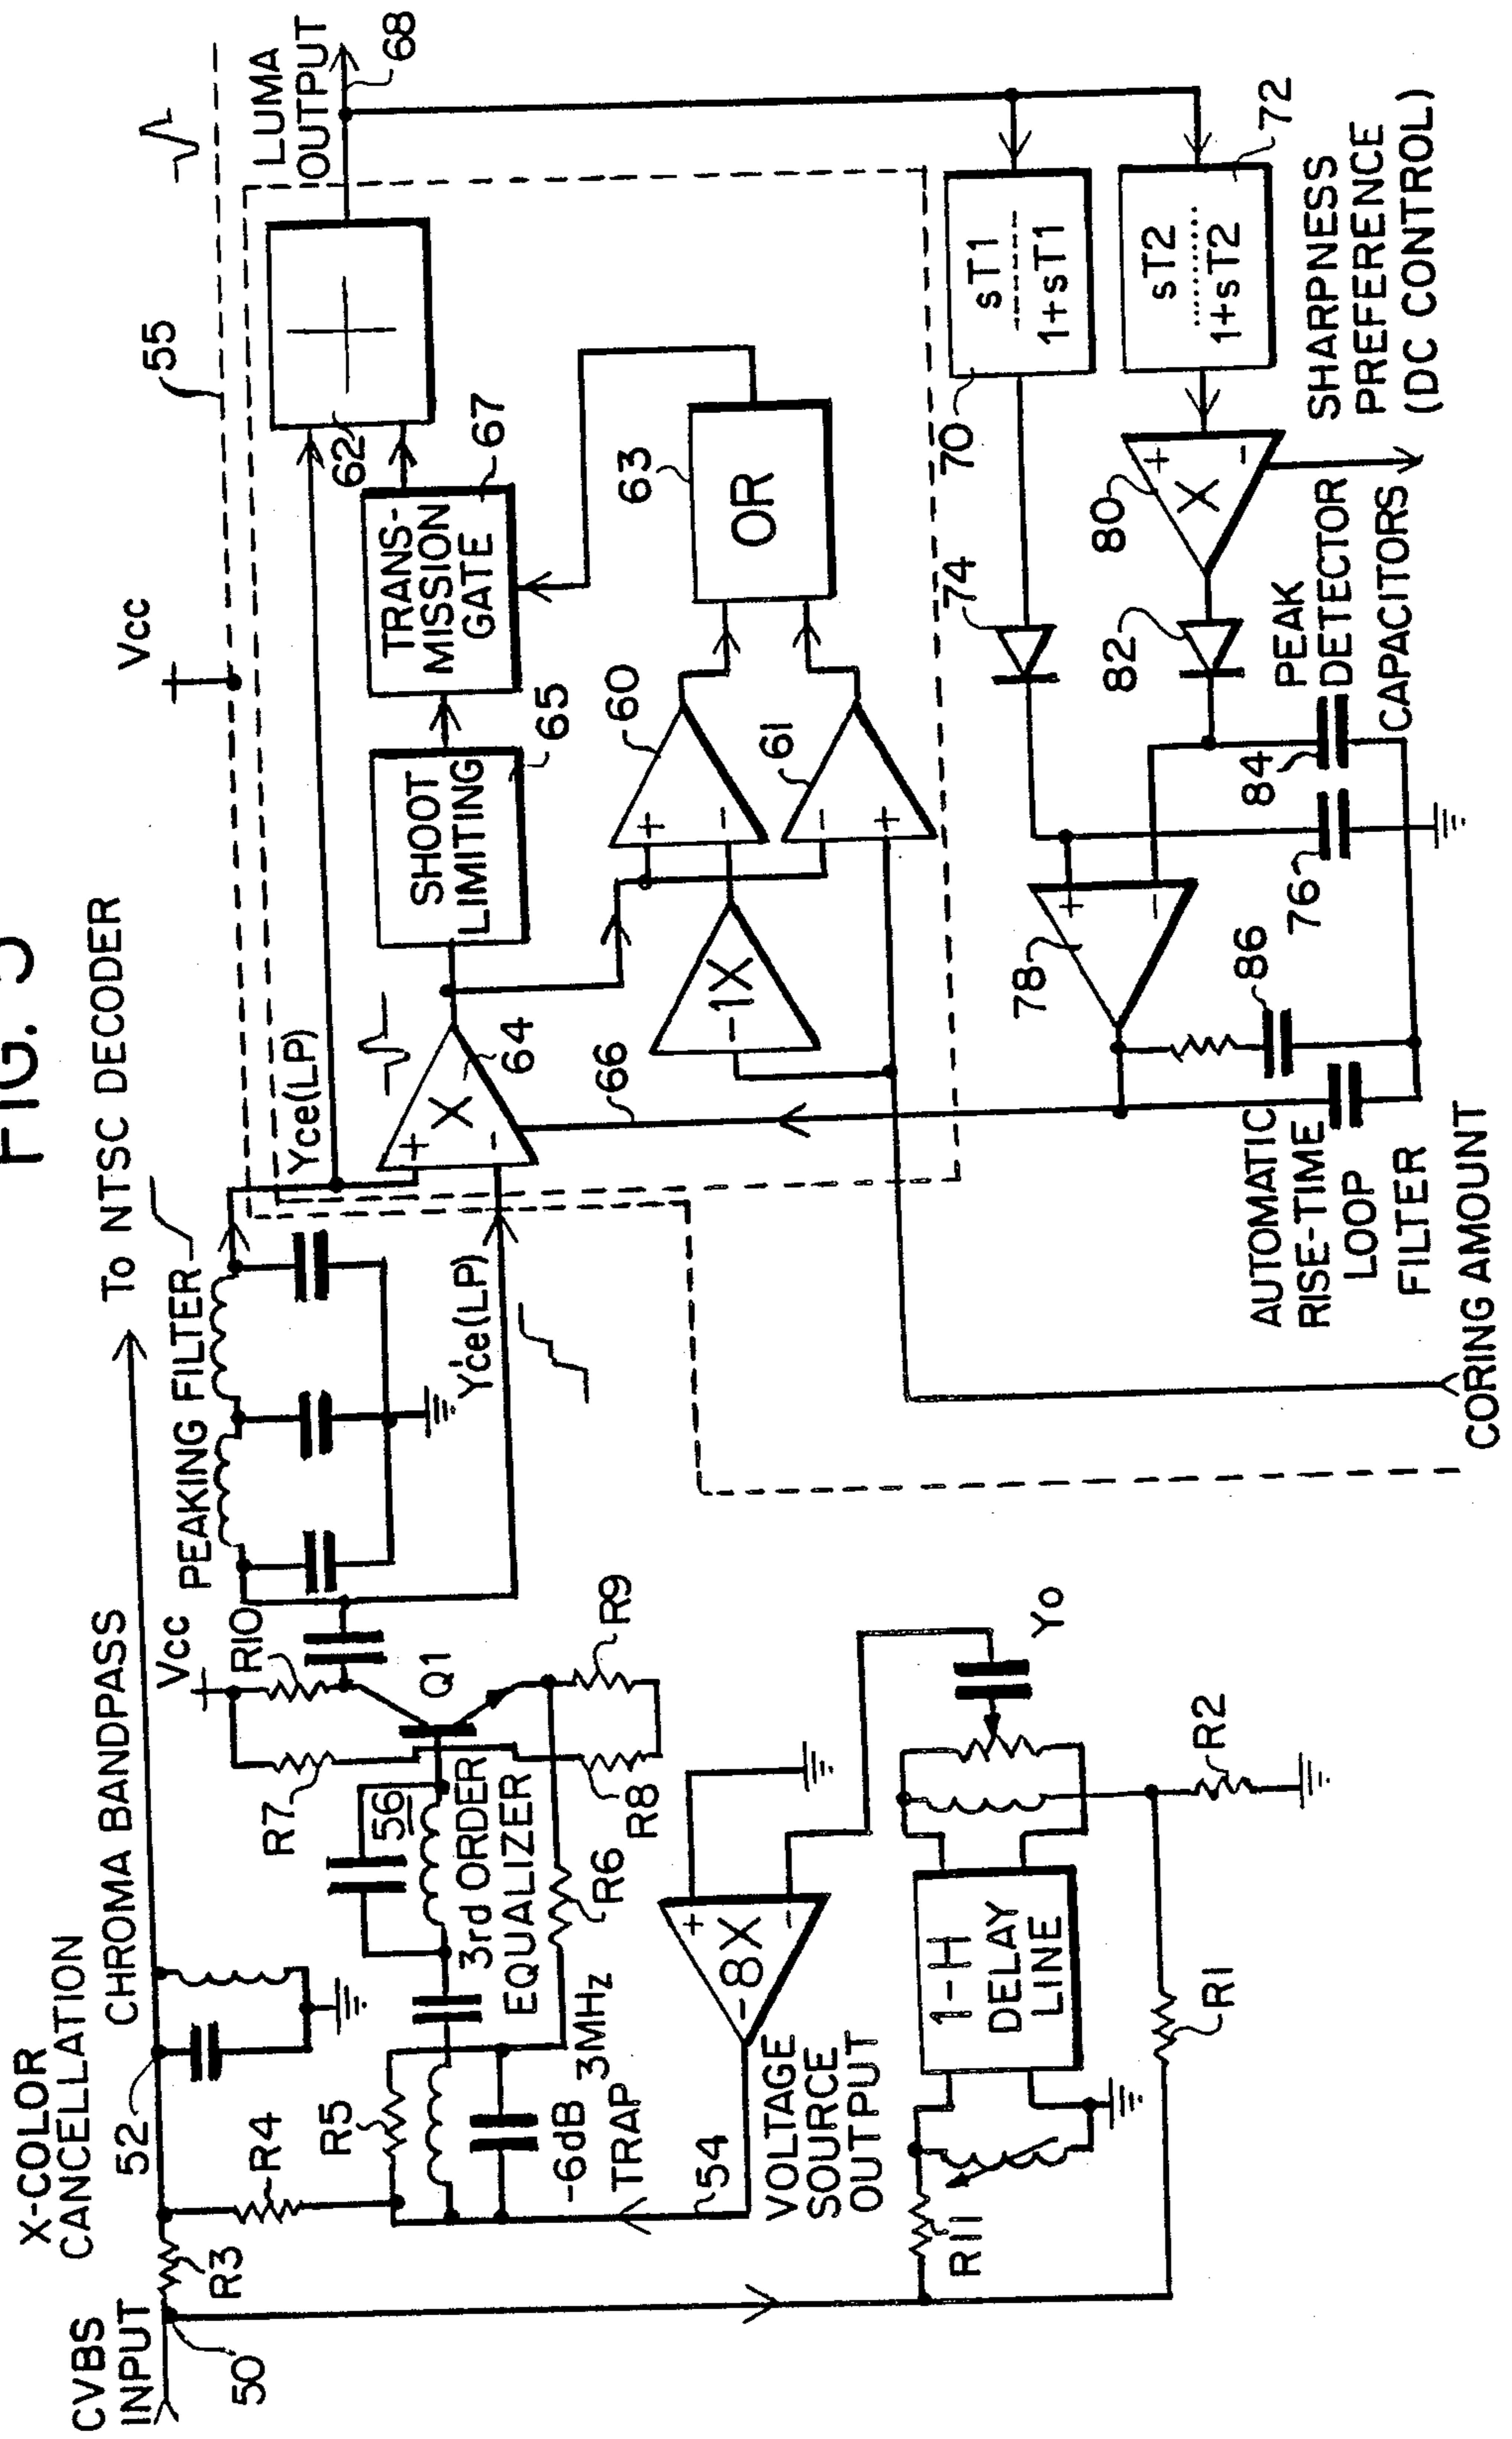 FIG. 5
X-COLOR
CANCELLATION
CHROMA BANDPASS
To NTSC DECODER
CVBS
INPUT
50
R3
52
R4
R5
-6dB
TRAP
3MHz
3rd ORDER
EQUALIZER
56
R6
R7
R8
R9
R10
Vcc
Q1
PEAKING FILTER
Yce(LP)
Y'ce(LP)
Vcc
55
LUMA
OUTPUT
68
+
62
TRANS-
MISSION
GATE
67
SHOOT
LIMITING
65
X
+
-
64
66
-1X
60
+
-
61
-
+
OR
63
sT1
1+sT1
70
sT2
1+sT2
72
74
80
X
+
-
82
SHARPNESS
PREFERENCE
(DC CONTROL)
PEAK
DETECTOR
CAPACITORS
84
76
78
+
-
86
AUTOMATIC
RISE-TIME
LOOP
FILTER
CORING AMOUNT
54
VOLTAGE
SOURCE
OUTPUT
-8X
+
-
Yo
1-H
DELAY
LINE
R11
R1
R2